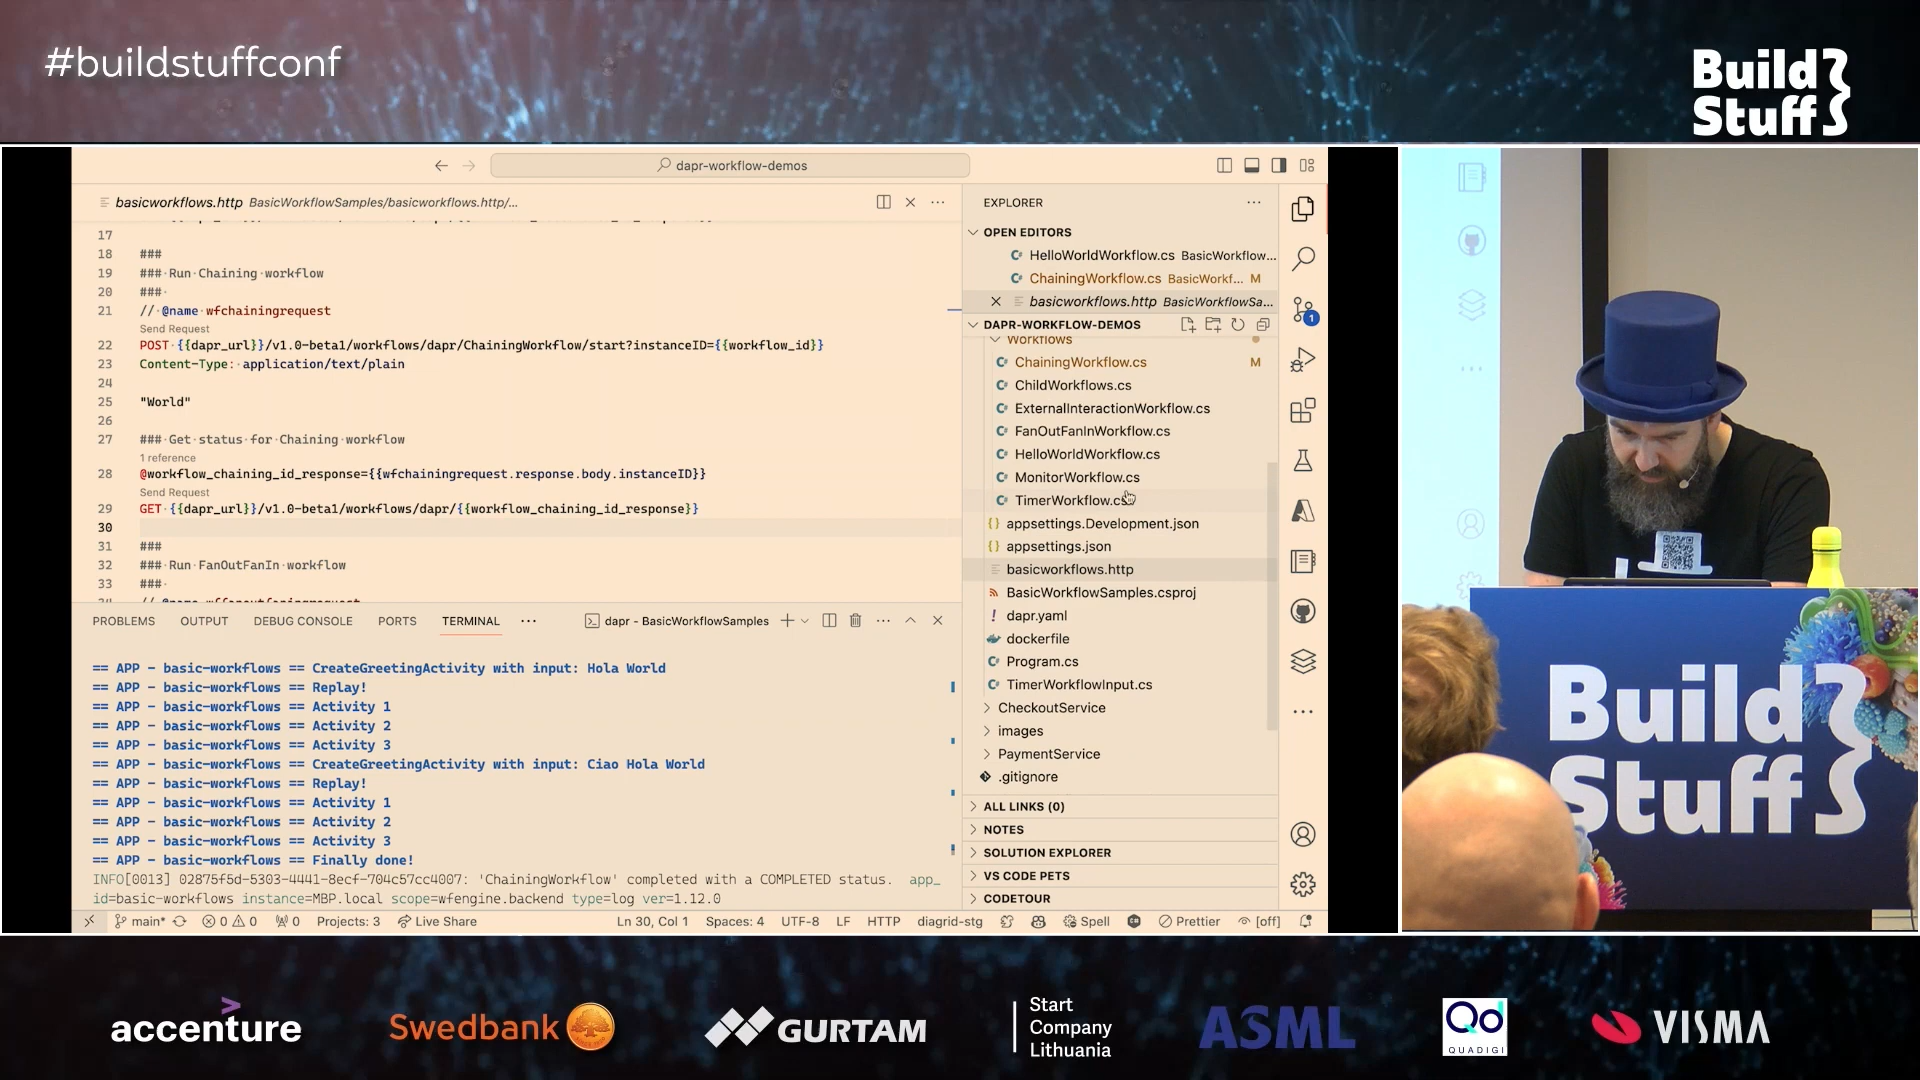 #buildstuffconf
Build
Stuff
dapr-workflow-demos
basicworkflows.http BasicWorkflowSamples/basicworkflows.http/...
17
18 ###
19 ### Run Chaining workflow
20 ###
21 // @name wfchainingrequest
Send Request
22 POST {{dapr_url}}/v1.0-beta1/workflows/dapr/ChainingWorkflow/start?instanceID={{workflow_id}}
23 Content-Type: application/text/plain
24
25 "World"
26
27 ### Get status for Chaining workflow
1 reference
28 @workflow_chaining_id_response={{wfchainingrequest.response.body.instanceID}}
Send Request
29 GET {{dapr_url}}/v1.0-beta1/workflows/dapr/{{workflow_chaining_id_response}}
30
31 ###
32 ### Run FanOutFanIn workflow
33 ###
EXPLORER
OPEN EDITORS
HelloWorldWorkflow.cs BasicWorkflow...
ChainingWorkflow.cs BasicWorkf... M
basicworkflows.http BasicWorkflowSa...
DAPR-WORKFLOW-DEMOS
Workflows
ChainingWorkflow.cs M
ChildWorkflows.cs
ExternalInteractionWorkflow.cs
FanOutFanInWorkflow.cs
HelloWorldWorkflow.cs
MonitorWorkflow.cs
TimerWorkflow.cs
appsettings.Development.json
appsettings.json
basicworkflows.http
BasicWorkflowSamples.csproj
dapr.yaml
dockerfile
Program.cs
TimerWorkflowInput.cs
CheckoutService
images
PaymentService
.gitignore
ALL LINKS (0)
NOTES
SOLUTION EXPLORER
VS CODE PETS
CODETOUR
1
PROBLEMS OUTPUT DEBUG CONSOLE PORTS TERMINAL ... dapr - BasicWorkflowSamples
== APP - basic-workflows == CreateGreetingActivity with input: Hola World
== APP - basic-workflows == Replay!
== APP - basic-workflows == Activity 1
== APP - basic-workflows == Activity 2
== APP - basic-workflows == Activity 3
== APP - basic-workflows == CreateGreetingActivity with input: Ciao Hola World
== APP - basic-workflows == Replay!
== APP - basic-workflows == Activity 1
== APP - basic-workflows == Activity 2
== APP - basic-workflows == Activity 3
== APP - basic-workflows == Finally done!
INFO[0013] 02875f5d-5303-4441-8ecf-704c57cc4007: 'ChainingWorkflow' completed with a COMPLETED status. app_
id=basic-workflows instance=MBP.local scope=wfengine.backend type=log ver=1.12.0
main* 0 0 0 Projects: 3 Live Share Ln 30, Col 1 Spaces: 4 UTF-8 LF HTTP diagrid-stg Spell Prettier [off]
Build
Stuff
accenture
Swedbank
GURTAM
Start
Company
Lithuania
ASML
Qd
QUADIGI
VISMA